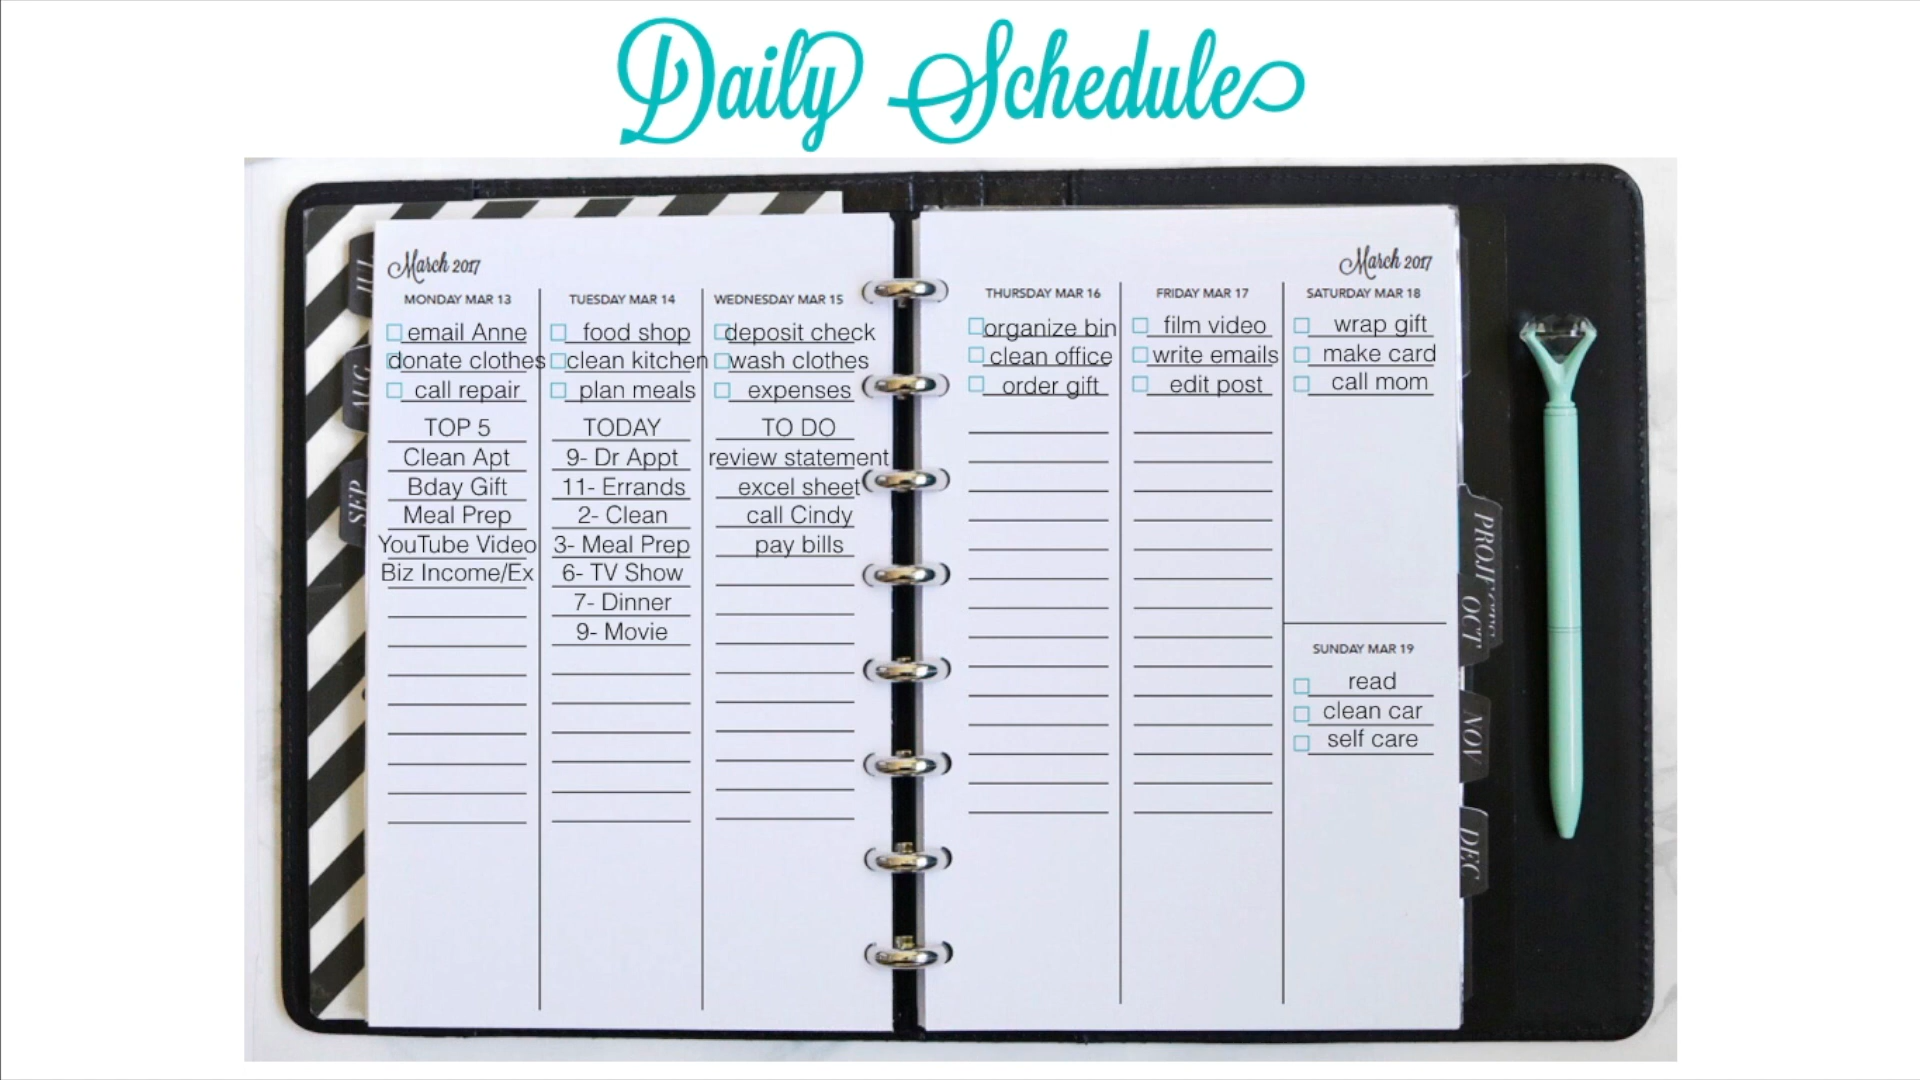 Daily Schedule
March 2017
MONDAY MAR 13
email Anne
donate clothes
call repair
TOP 5
Clean Apt
Bday Gift
Meal Prep
YouTube Video
Biz Income/Ex
TUESDAY MAR 14
food shop
clean kitchen
plan meals
TODAY
9- Dr Appt
11- Errands
2- Clean
3- Meal Prep
6- TV Show
7- Dinner
9- Movie
WEDNESDAY MAR 15
deposit check
wash clothes
expenses
TO DO
review statement
excel sheet
call Cindy
pay bills
March 2017
THURSDAY MAR 16
organize bin
clean office
order gift
FRIDAY MAR 17
film video
write emails
edit post
SATURDAY MAR 18
wrap gift
make card
call mom
SUNDAY MAR 19
read
clean car
self care
JUL
AUG
SEP
OCT
NOV
DEC